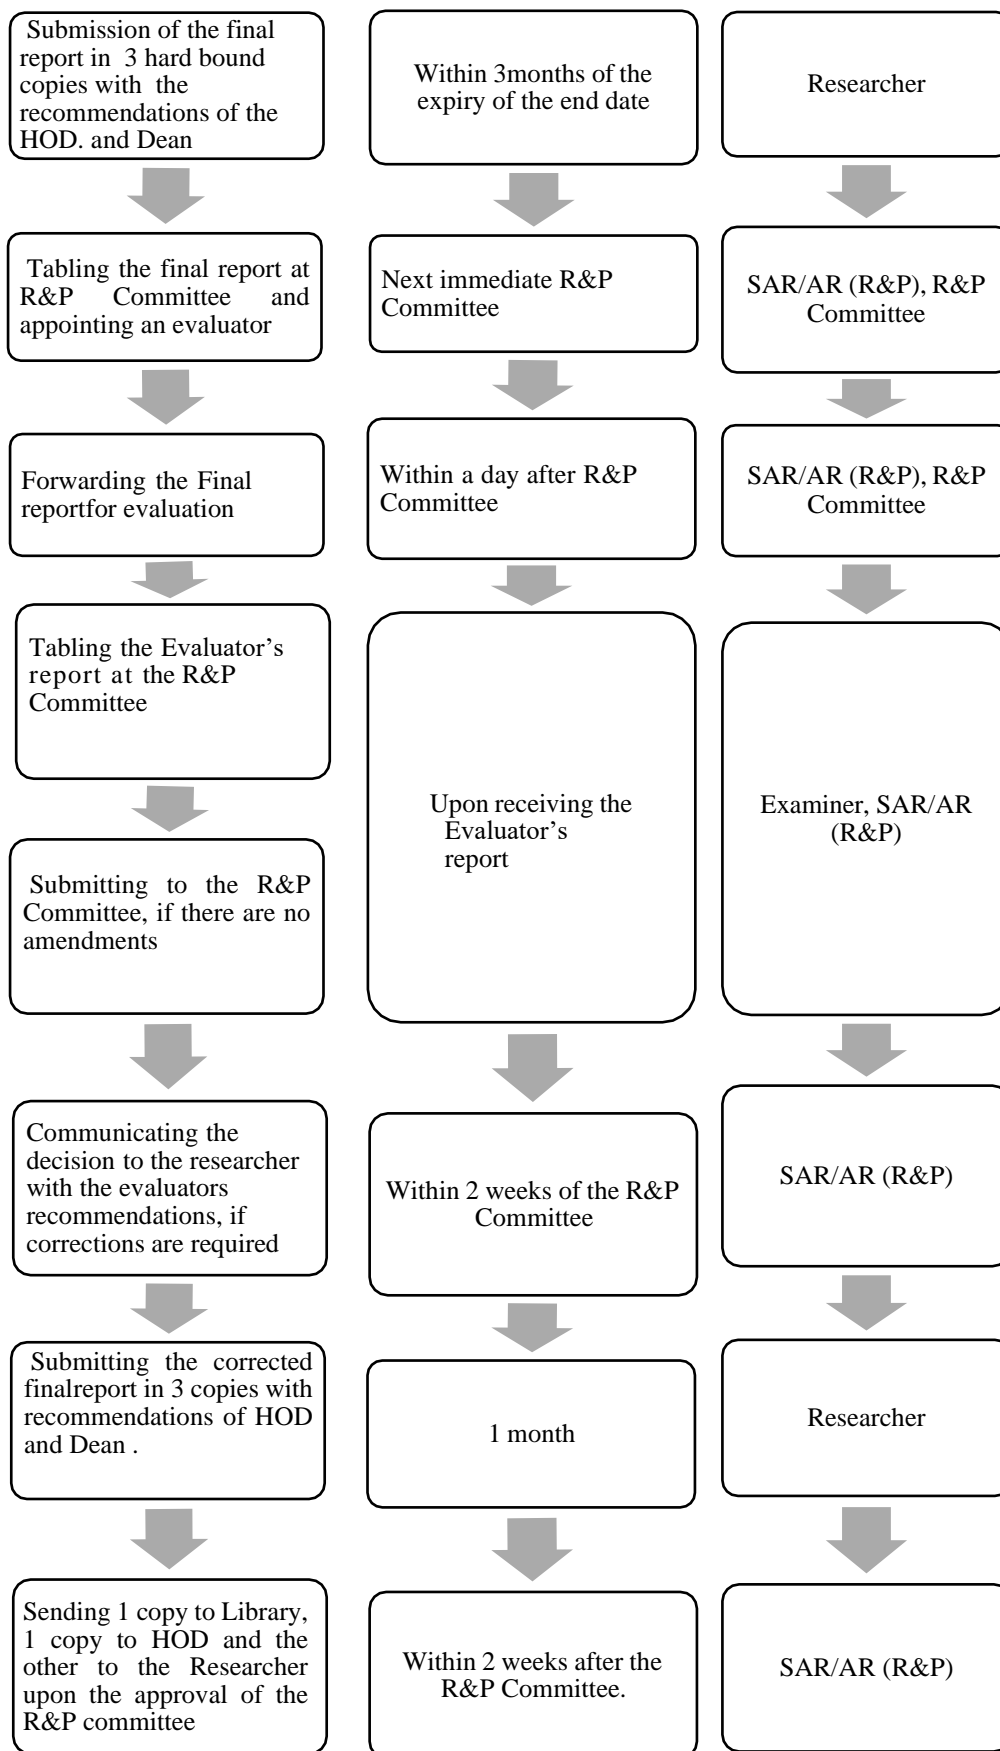 Submission of the final
report in 3 hard bound
copies with the
recommendations of the
HOD. and Dean
Within 3months of the
expiry of the end date
Researcher
Tabling the final report at
R&P Committee and
appointing an evaluator
Next immediate R&P
Committee
SAR/AR (R&P), R&P
Committee
Forwarding the Final
reportfor evaluation
Within a day after R&P
Committee
SAR/AR (R&P), R&P
Committee
Tabling the Evaluator's
report at the R&P
Committee
Upon receiving the
Evaluator's
report
Examiner, SAR/AR
(R&P)
Submitting to the R&P
Committee, if there are no
amendments
Communicating the
decision to the researcher
with the evaluators
recommendations, if
corrections are required
Within 2 weeks of the R&P
Committee
SAR/AR (R&P)
Submitting the corrected
finalreport in 3 copies with
recommendations of HOD
and Dean .
1 month
Researcher
Sending 1 copy to Library,
1 copy to HOD and the
other to the Researcher
upon the approval of the
R&P committee
Within 2 weeks after the
R&P Committee.
SAR/AR (R&P)